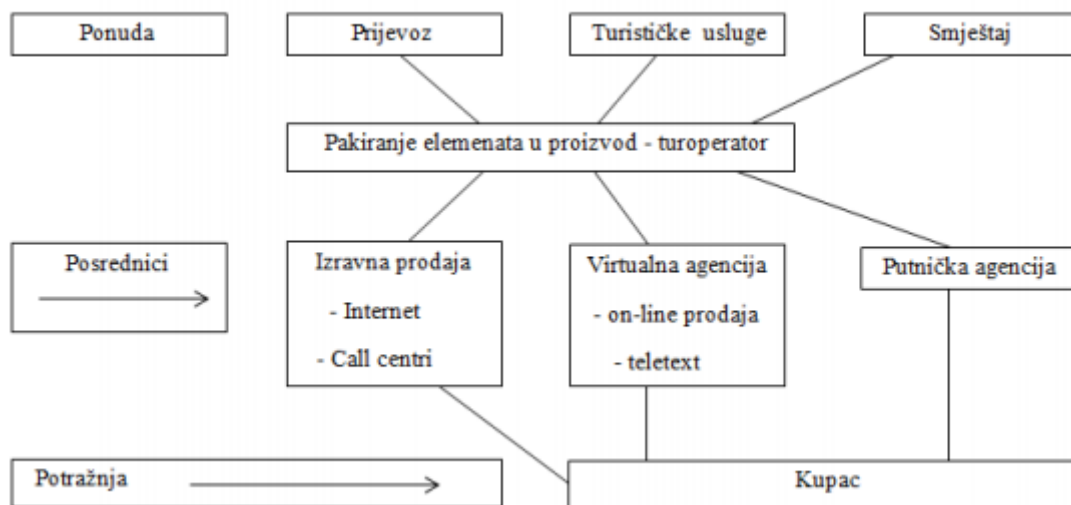 Ponuda
Prijevoz
Turističke usluge
Smještaj
Pakiranje elemenata u proizvod - turoperator
Posrednici
Izravna prodaja
- Internet
- Call centri
Virtualna agencija
- on-line prodaja
- teletext
Putnička agencija
Potražnja
Kupac